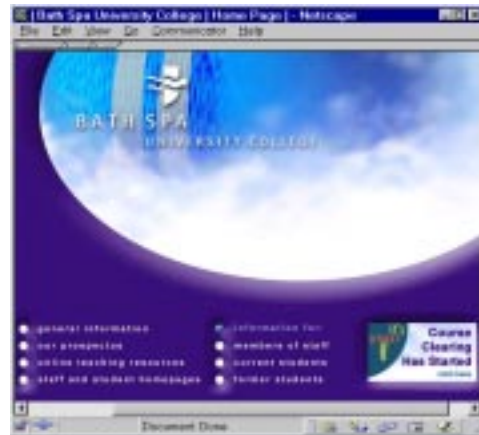 [Bath Spa University College | Home Page] - Netscape
File Edit View Go Communicator Help
BATH SPA
UNIVERSITY COLLEGE
general information
our prospectus
online teaching resources
staff and student homepages
information for:
members of staff
current students
former students
Course
Clearing
Has Started
Document Done